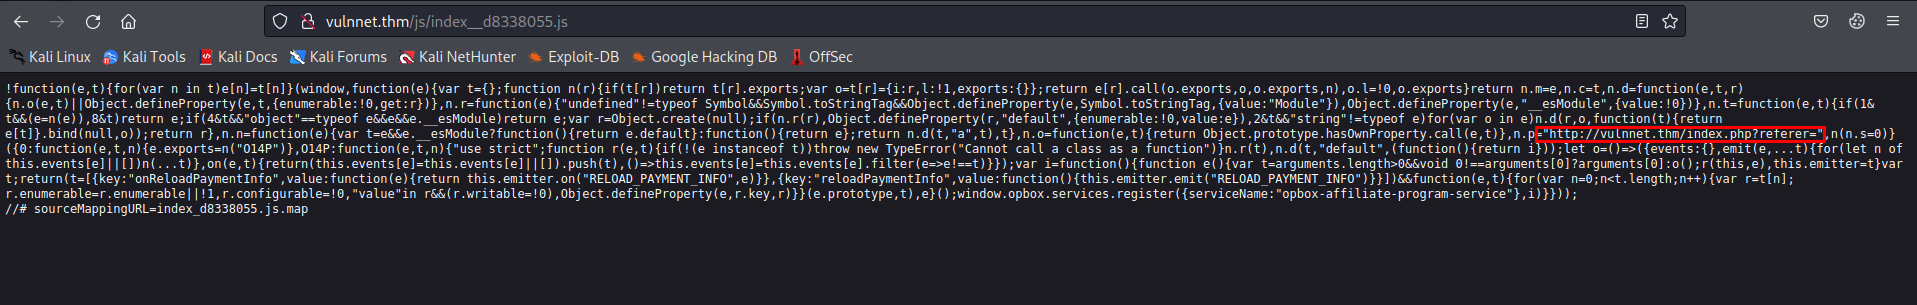 vulnnet.thm/js/index__d8338055.js
Kali Linux Kali Tools Kali Docs Kali Forums Kali NetHunter Exploit-DB Google Hacking DB OffSec
!function(e,t){for(var n in t)e[n]=t[n]}(window,function(e){var t={};function n(r){if(t[r])return t[r].exports;var o=t[r]={i:r,l:!1,exports:{}};return e[r].call(o.exports,o,o.exports,n),o.l=!0,o.exports}return n.m=e,n.c=t,n.d=function(e,t,r)
{n.o(e,t)||Object.defineProperty(e,t,{enumerable:!0,get:r})},n.r=function(e){"undefined"!=typeof Symbol&&Symbol.toStringTag&&Object.defineProperty(e,Symbol.toStringTag,{value:"Module"}),Object.defineProperty(e,"__esModule",{value:!0})},n.t=function(e,t){if(1&
t&&(e=n(e)),8&t)return e;if(4&t&&"object"==typeof e&&e&&e.__esModule)return e;var r=Object.create(null);if(n.r(r),Object.defineProperty(r,"default",{enumerable:!0,value:e}),2&t&&"string"!=typeof e)for(var o in e)n.d(r,o,function(t){return
e[t]}.bind(null,o));return r},n.n=function(e){var t=e&&e.__esModule?function(){return e.default}:function(){return e};return n.d(t,"a",t),t},n.o=function(e,t){return Object.prototype.hasOwnProperty.call(e,t)},n.p="http://vulnnet.thm/index.php?referer=",n(n.s=0)}
({0:function(e,t,n){e.exports=n("O14P")},O14P:function(e,t,n){"use strict";function r(e,t){if(!(e instanceof t))throw new TypeError("Cannot call a class as a function")}n.r(t),n.d(t,"default",(function(){return i}));let o=()=>({events:{},emit(e,...t){for(let n of
this.events[e]||[])n(...t)},on(e,t){return(this.events[e]=this.events[e]||[]).push(t),()=>this.events[e]=this.events[e].filter(e=>e!==t)}});var i=function(){function e(){var t=arguments.length>0&&void 0!==arguments[0]?arguments[0]:o();r(this,e),this.emitter=t}var
t;return(t=[{key:"onReloadPaymentInfo",value:function(e){return this.emitter.on("RELOAD_PAYMENT_INFO",e)}},{key:"reloadPaymentInfo",value:function(){this.emitter.emit("RELOAD_PAYMENT_INFO")}}])&&function(e,t){for(var n=0;n<t.length;n++){var r=t[n];
r.enumerable=r.enumerable||!1,r.configurable=!0,"value"in r&&(r.writable=!0),Object.defineProperty(e,r.key,r)}}(e.prototype,t),e}();window.opbox.services.register({serviceName:"opbox-affiliate-program-service"},i)}}));
//# sourceMappingURL=index_d8338055.js.map